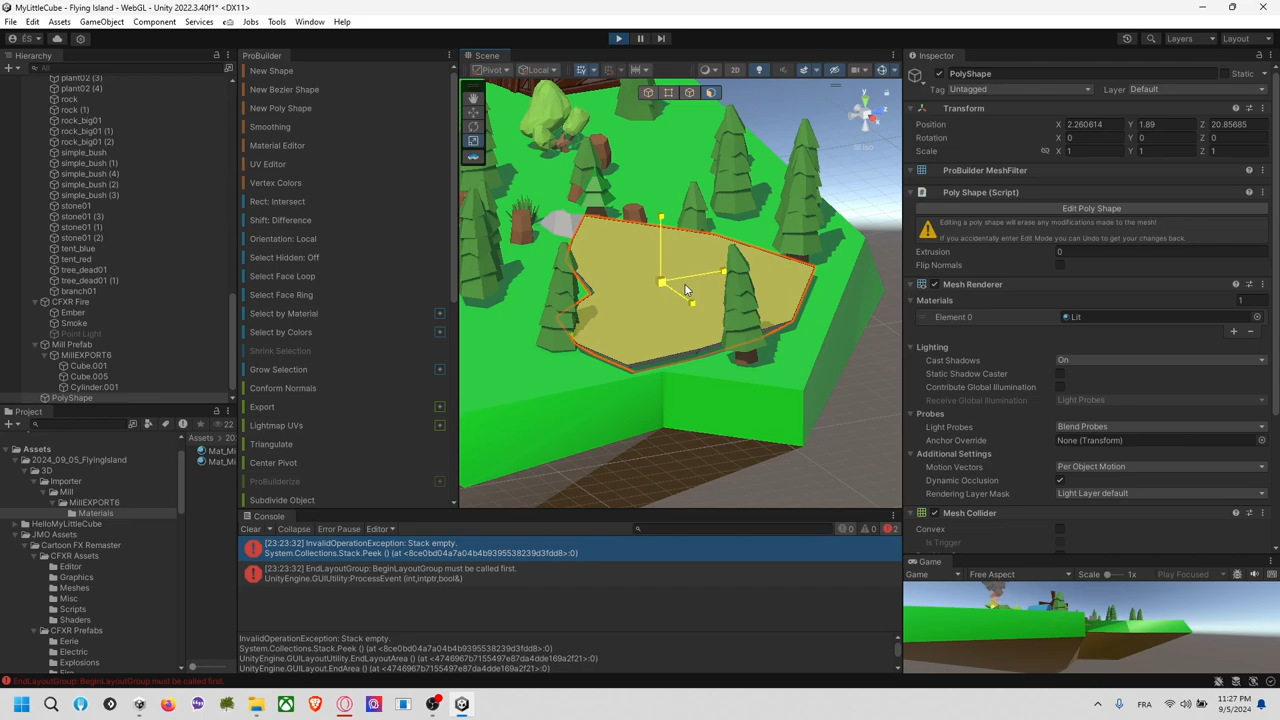 MyLittleCube - Flying Island - WebGL - Unity 2022.3.40f1* <DX11>
File Edit Assets GameObject Component Services Jobs Tools Window Help
ÉS Layers Layout
Hierarchy
All
plant02 (3)
plant02 (4)
rock
rock (1)
rock_big01
rock_big01 (1)
rock_big01 (2)
simple_bush
simple_bush (1)
simple_bush (4)
simple_bush (2)
simple_bush (3)
stone01
stone01 (3)
stone01 (1)
stone01 (2)
tent_blue
tent_red
tree_dead01
tree_dead01 (1)
branch01
CFXR Fire
Ember
Smoke
Point Light
Mill Prefab
MillEXPORT6
Cube.001
Cube.005
Cylinder.001
PolyShape
Project
22
Assets
2024_09_05_FlyingIsland
3D
Importer
Mill
MillEXPORT6
Materials
HelloMyLittleCube
JMO Assets
Cartoon FX Remaster
CFXR Assets
Editor
Graphics
Meshes
Misc
Scripts
Shaders
CFXR Prefabs
Eerie
Electric
Explosions
Assets > 20
Mat_Mi
Mat_Mi
ProBuilder
New Shape
New Bezier Shape
New Poly Shape
Smoothing
Material Editor
UV Editor
Vertex Colors
Rect: Intersect
Shift: Difference
Orientation: Local
Select Hidden: Off
Select Face Loop
Select Face Ring
Select by Material
Select by Colors
Shrink Selection
Grow Selection
Conform Normals
Export
Lightmap UVs
Triangulate
Center Pivot
ProBuilderize
Subdivide Object
Scene
Pivot Local 2D
y
z
Iso
Console
Clear Collapse Error Pause Editor 0 0 2
[23:23:32] InvalidOperationException: Stack empty.
System.Collections.Stack.Peek () (at <8ce0bd04a7a04b4b9395538239d3fdd8>:0)
[23:23:32] EndLayoutGroup: BeginLayoutGroup must be called first.
UnityEngine.GUIUtility:ProcessEvent (int,intptr,bool&)
InvalidOperationException: Stack empty.
System.Collections.Stack.Peek () (at <8ce0bd04a7a04b4b9395538239d3fdd8>:0)
UnityEngine.GUILayoutUtility.EndLayoutArea () (at <4746967b7155497e87da4dde169a2f21>:0)
UnityEngine.GUILayout.EndArea () (at <4746967b7155497e87da4dde169a2f21>:0)
Inspector
PolyShape Static
Tag Untagged Layer Default
Transform
Position X 2.260614 Y 1.89 Z 20.85685
Rotation X 0 Y 0 Z 0
Scale X 1 Y 1 Z 1
ProBuilder MeshFilter
Poly Shape (Script)
Edit Poly Shape
Editing a poly shape will erase any modifications made to the mesh!
If you accidentally enter Edit Mode you can Undo to get your changes back.
Extrusion 0
Flip Normals
Mesh Renderer
Materials 1
Element 0 Lit
Lighting
Cast Shadows On
Static Shadow Caster
Contribute Global Illumination
Receive Global Illumination Light Probes
Probes
Light Probes Blend Probes
Anchor Override None (Transform)
Additional Settings
Motion Vectors Per Object Motion
Dynamic Occlusion
Rendering Layer Mask Light Layer default
Mesh Collider
Convex
Is Trigger
Game
Game Free Aspect Scale 1x Play Focused
EndLayoutGroup: BeginLayoutGroup must be called first.
FRA
11:27 PM
9/5/2024